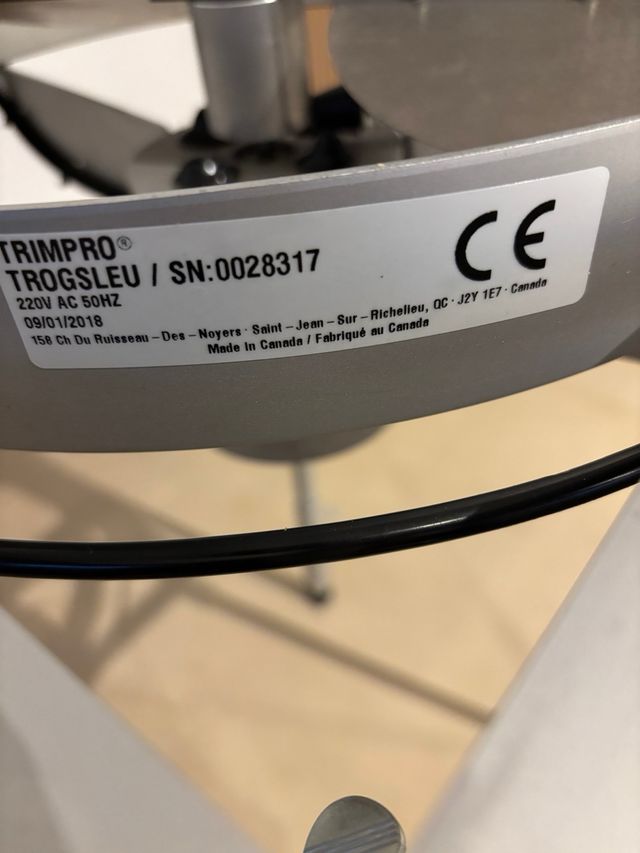 TRIMPRO®
TROGSLEU / SN:0028317
220V AC 50HZ
09/01/2018
158 Ch Du Ruisseau-Des-Noyers · Saint-Jean-Sur-Richelieu, QC · J2Y 1E7 · Canada
Made In Canada / Fabriqué au Canada
CE